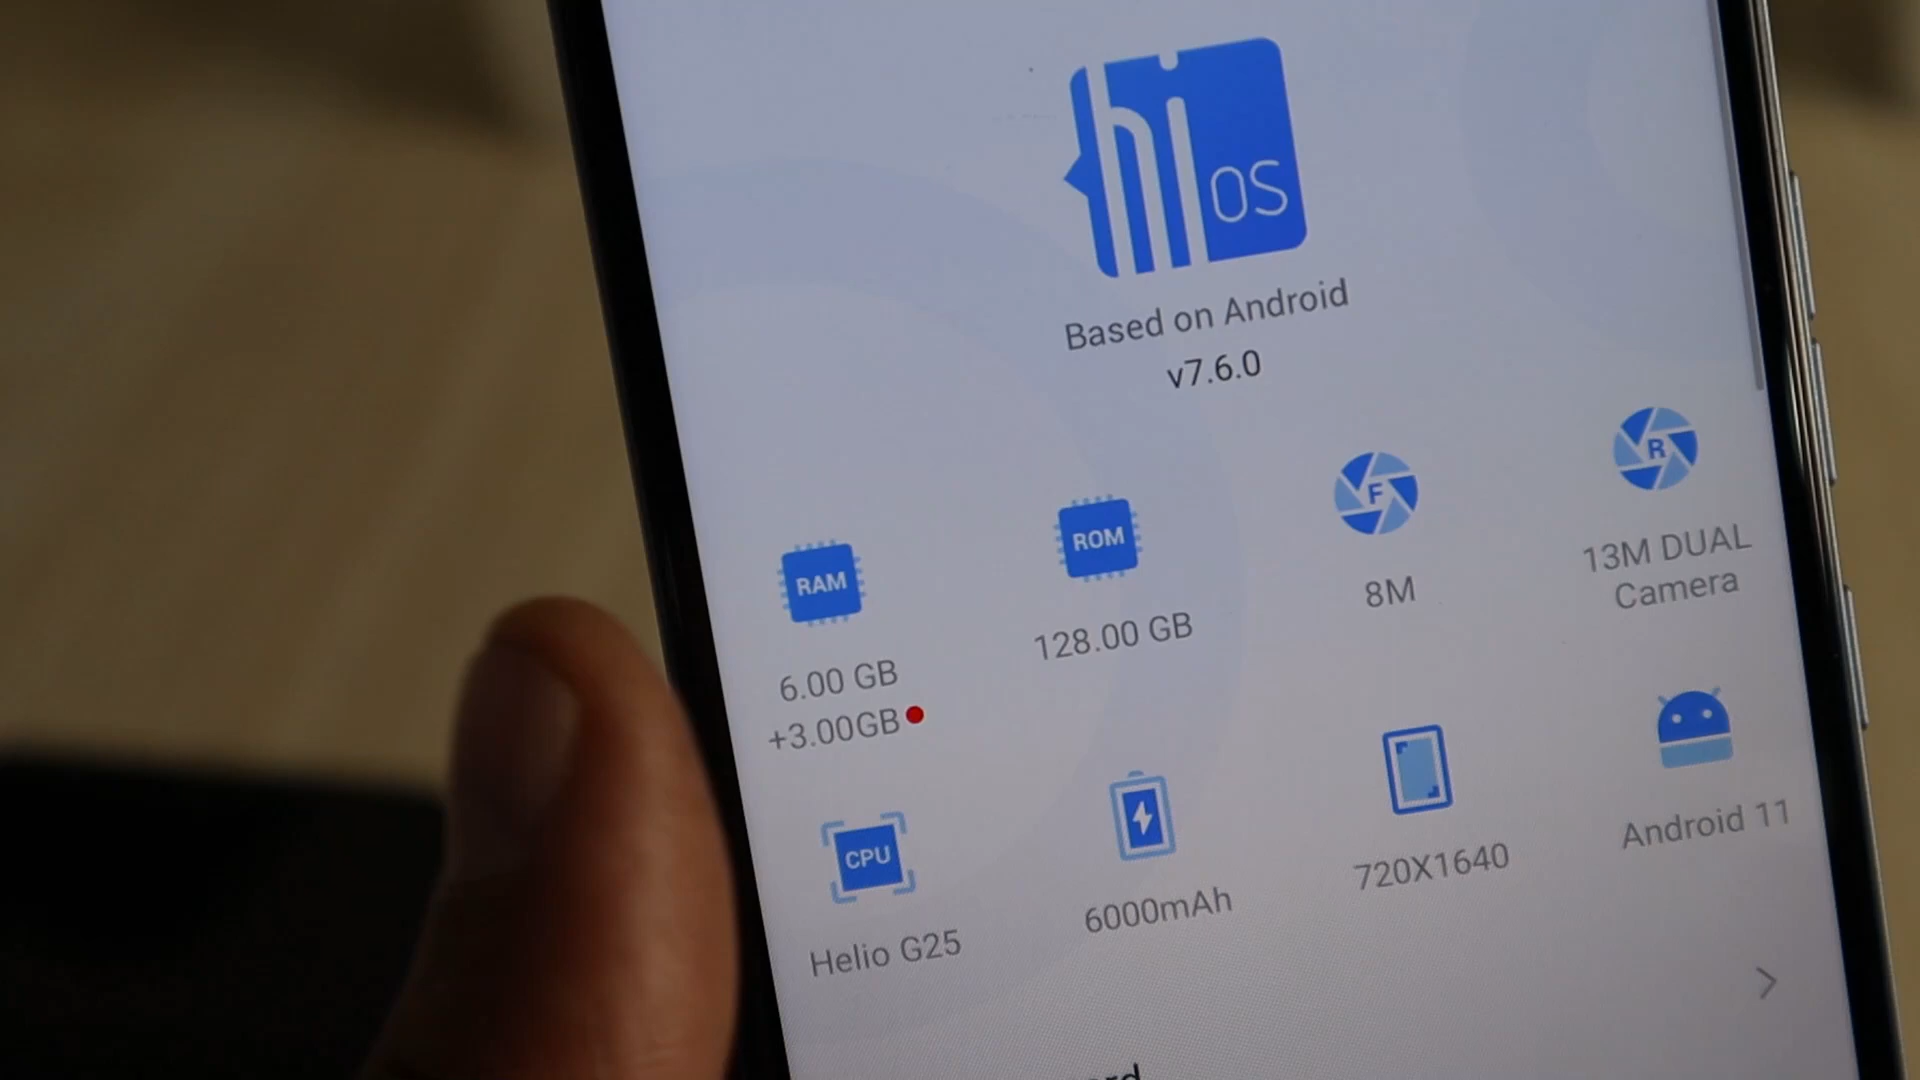 hi OS
Based on Android
v7.6.0
RAM
ROM
F
R
6.00 GB
+3.00GB
128.00 GB
8M
13M DUAL
Camera
CPU
Helio G25
6000mAh
720X1640
Android 11